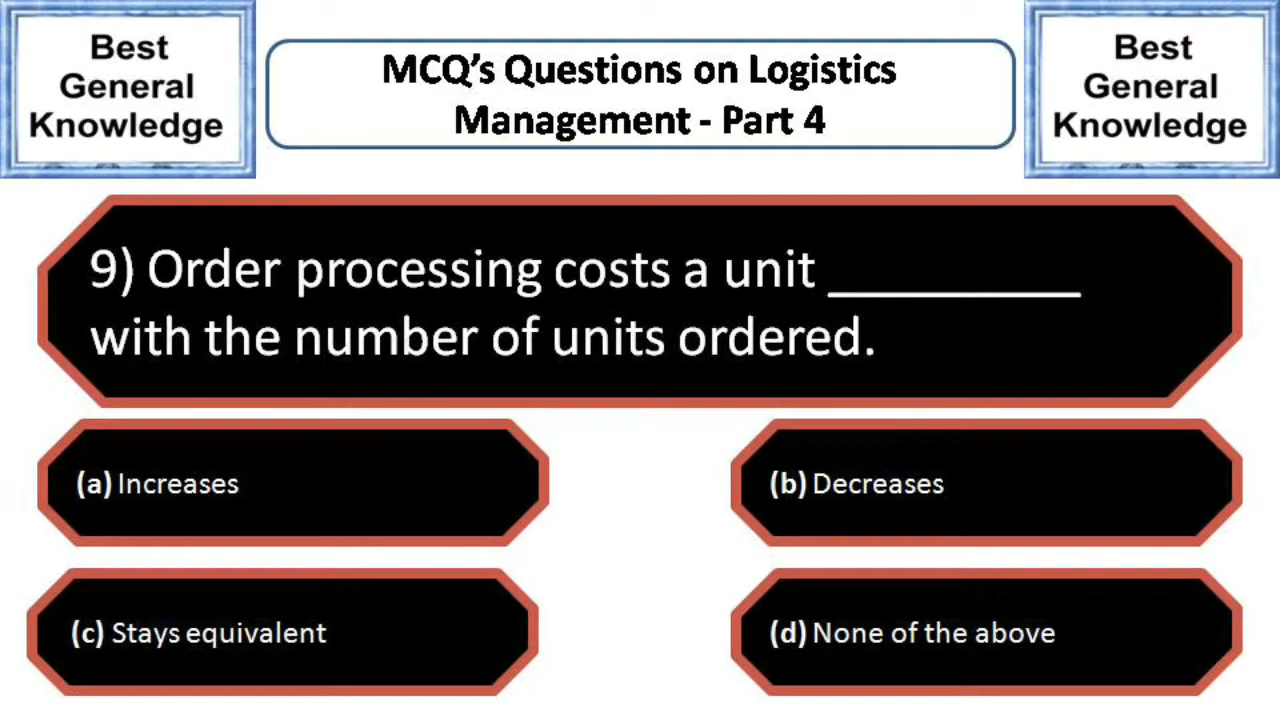 Best
General
Knowledge
MCQ's Questions on Logistics
Management - Part 4
Best
General
Knowledge
9) Order processing costs a unit __________
with the number of units ordered.
(a) Increases
(b) Decreases
(c) Stays equivalent
(d) None of the above